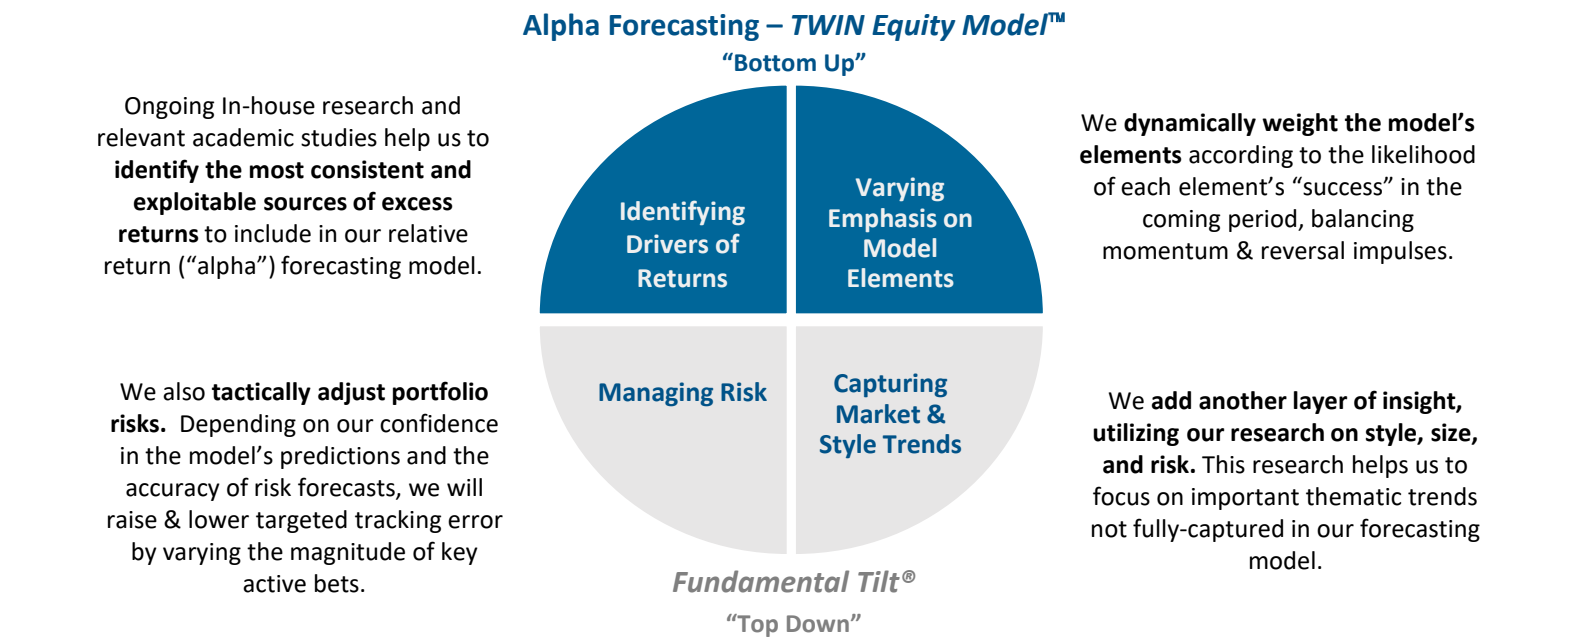 Alpha Forecasting – TWIN Equity Model™
“Bottom Up”
Ongoing In-house research and
relevant academic studies help us to
identify the most consistent and
exploitable sources of excess
returns to include in our relative
return (“alpha”) forecasting model.
Identifying
Drivers of
Returns
Varying
Emphasis on
Model
Elements
We dynamically weight the model’s
elements according to the likelihood
of each element’s “success” in the
coming period, balancing
momentum & reversal impulses.
We also tactically adjust portfolio
risks.  Depending on our confidence
in the model’s predictions and the
accuracy of risk forecasts, we will
raise & lower targeted tracking error
by varying the magnitude of key
active bets.
Managing Risk
Capturing
Market &
Style Trends
We add another layer of insight,
utilizing our research on style, size,
and risk. This research helps us to
focus on important thematic trends
not fully-captured in our forecasting
model.
Fundamental Tilt®
“Top Down”